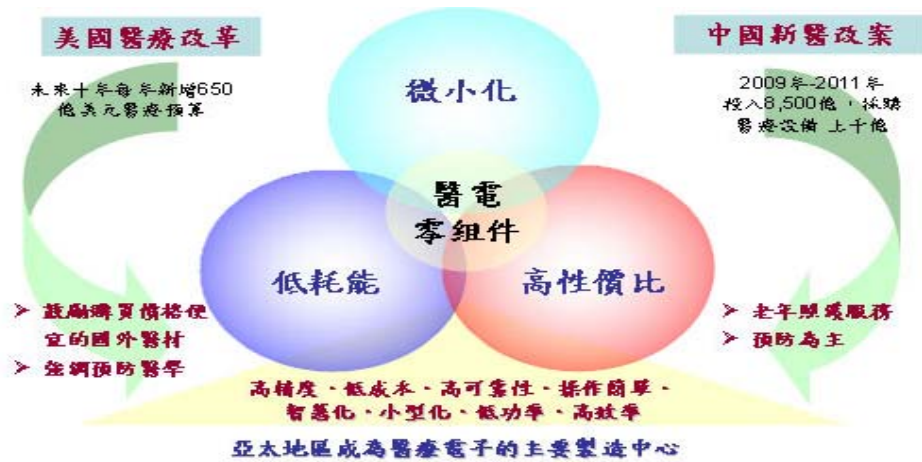 美國醫療改革
未來十年每年新增650
億美元醫療預算
中國新醫改案
2009年-2011年
投入8,500億，採購
醫療設備 上千億
微小化
醫電
零組件
低耗能
高性價比
➢ 鼓勵購買價格便
宜的國外醫材
➢ 強調預防醫學
➢ 老年照護服務
➢ 預防為主
高精度、低成本、高可靠性、操作簡單、
智慧化、小型化、低功率、高效率
亞太地區成為醫療電子的主要製造中心